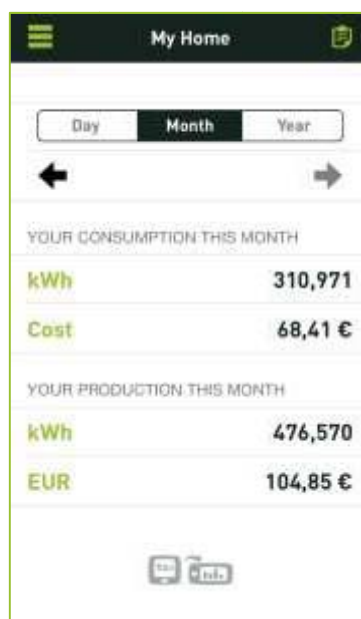 My Home
Day Month Year
YOUR CONSUMPTION THIS MONTH
kWh 310,971
Cost 68,41 €
YOUR PRODUCTION THIS MONTH
kWh 476,570
EUR 104,85 €